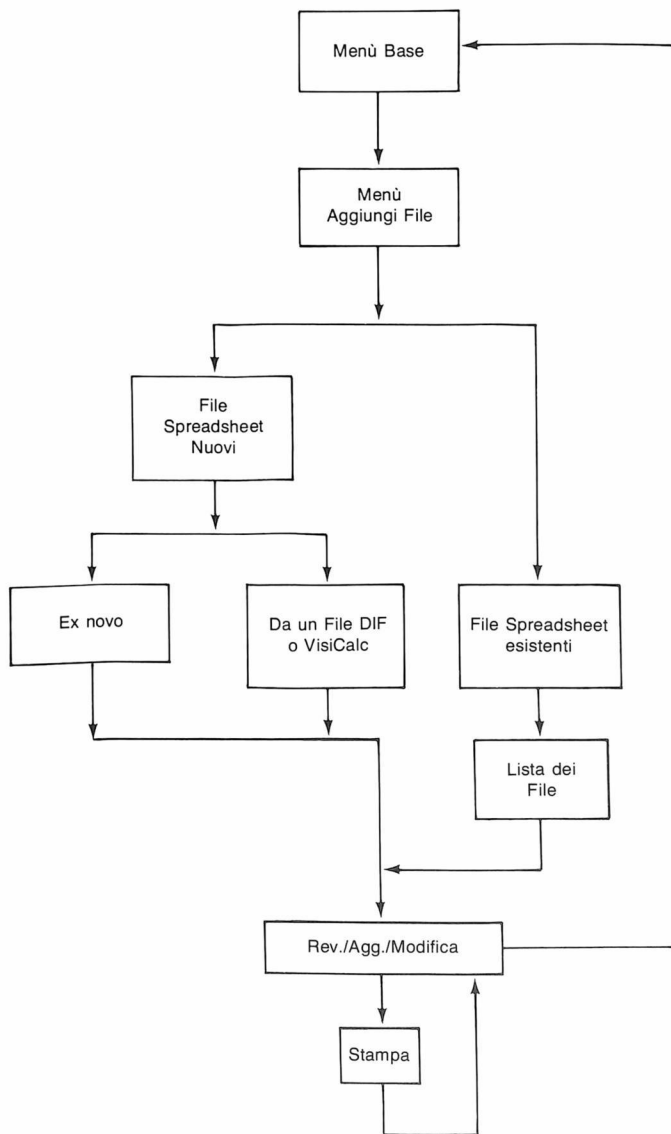 Menù Base
Menù
Aggiungi File
File
Spreadsheet
Nuovi
Ex novo
Da un File DIF
o VisiCalc
File Spreadsheet
esistenti
Lista dei
File
Rev./Agg./Modifica
Stampa